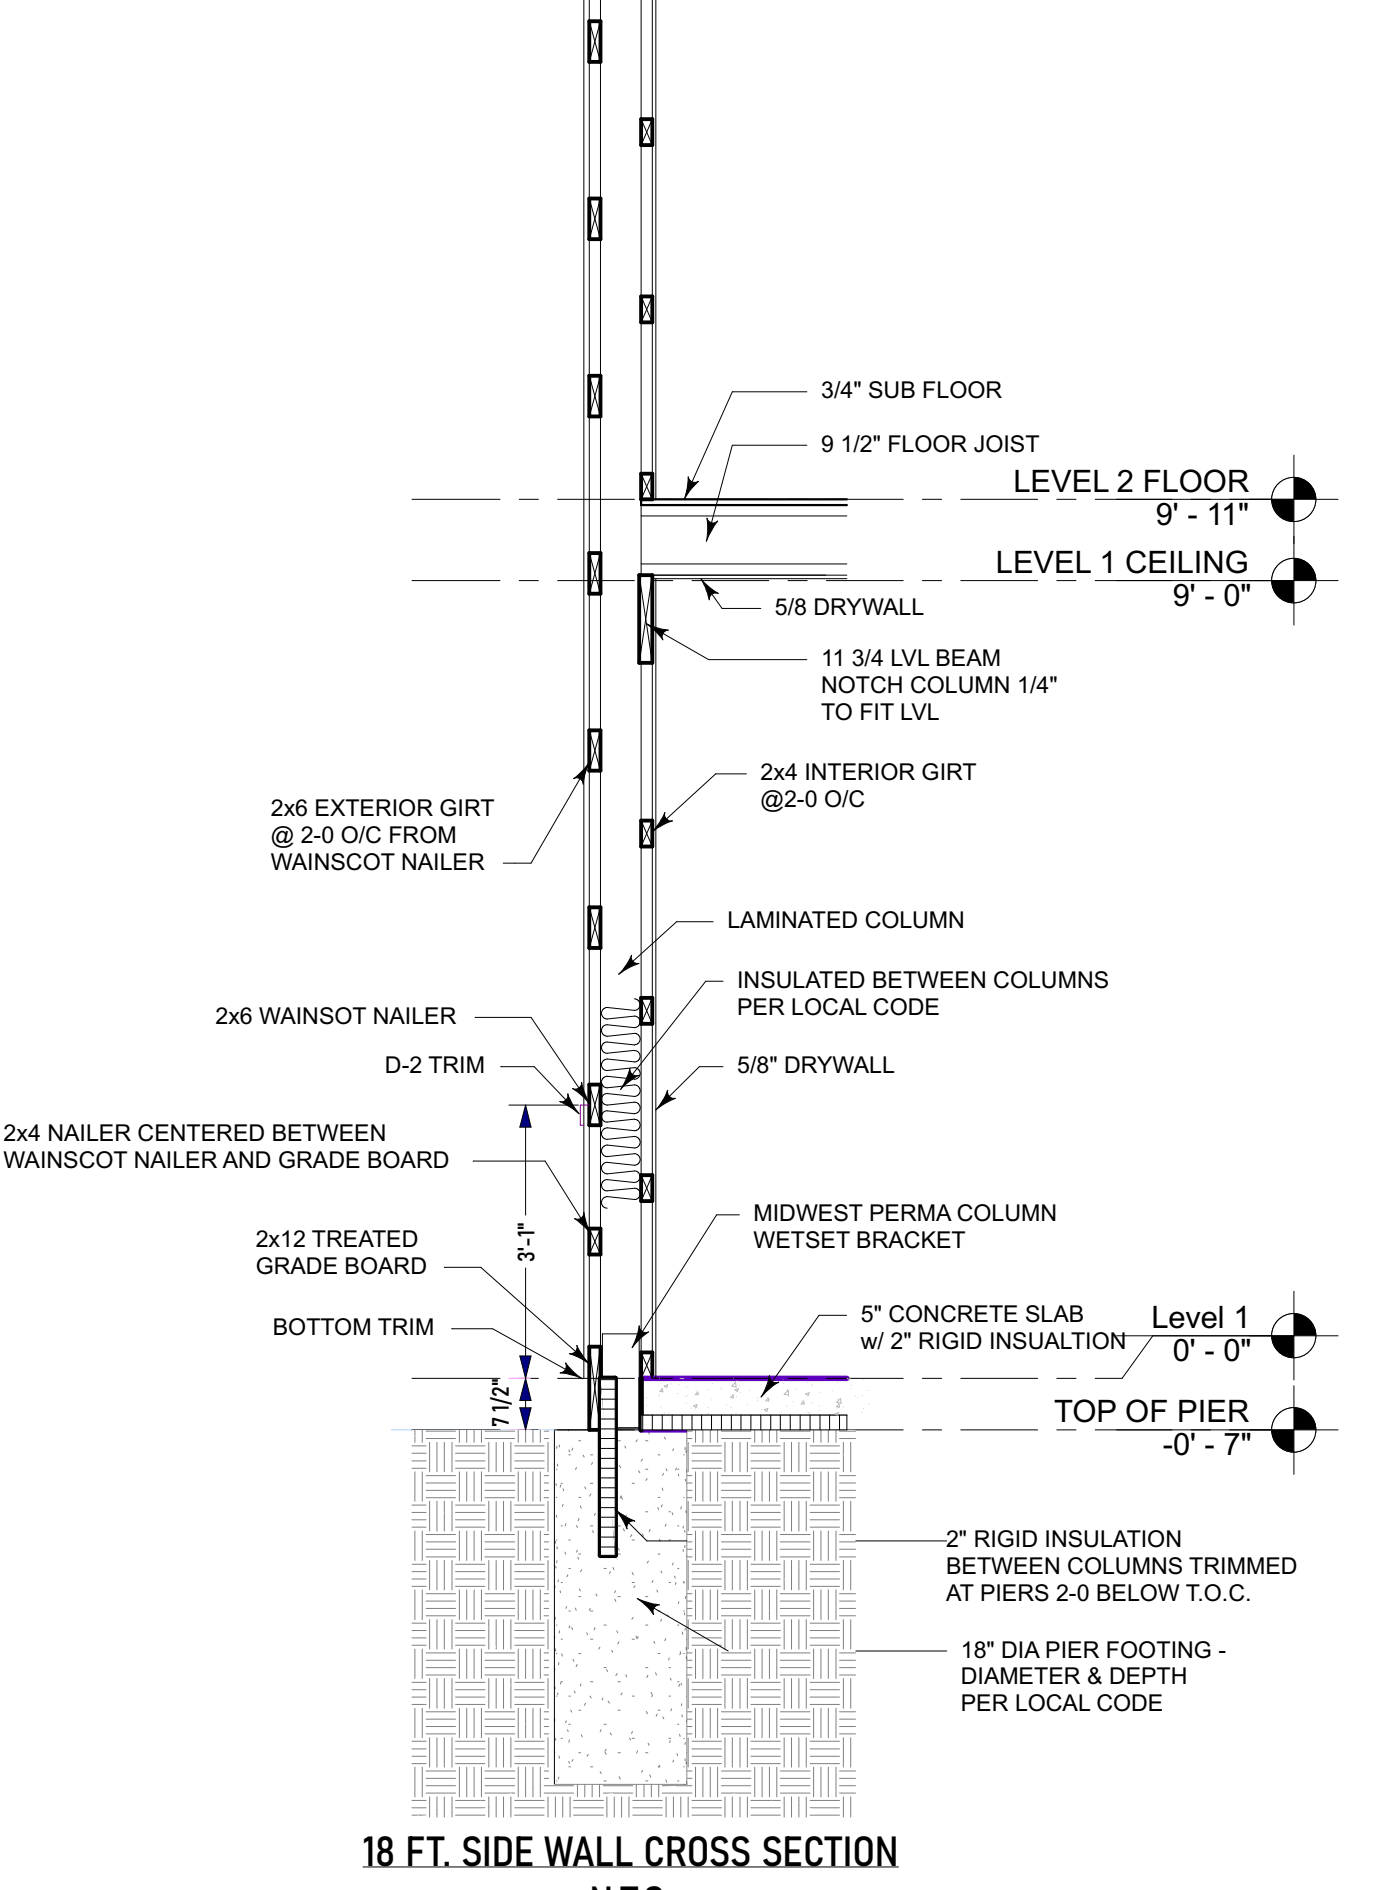 3/4" SUB FLOOR
9 1/2" FLOOR JOIST
LEVEL 2 FLOOR
9' - 11"
LEVEL 1 CEILING
9' - 0"
5/8 DRYWALL
11 3/4 LVL BEAM
NOTCH COLUMN 1/4"
TO FIT LVL
2x4 INTERIOR GIRT
@2-0 O/C
2x6 EXTERIOR GIRT
@ 2-0 O/C FROM
WAINSCOT NAILER
LAMINATED COLUMN
INSULATED BETWEEN COLUMNS
PER LOCAL CODE
2x6 WAINSOT NAILER
D-2 TRIM
5/8" DRYWALL
2x4 NAILER CENTERED BETWEEN
WAINSCOT NAILER AND GRADE BOARD
3'-1"
MIDWEST PERMA COLUMN
WETSET BRACKET
2x12 TREATED
GRADE BOARD
BOTTOM TRIM
5" CONCRETE SLAB
w/ 2" RIGID INSUALTION
Level 1
0' - 0"
7 1/2"
TOP OF PIER
-0' - 7"
2" RIGID INSULATION
BETWEEN COLUMNS TRIMMED
AT PIERS 2-0 BELOW T.O.C.
18" DIA PIER FOOTING -
DIAMETER & DEPTH
PER LOCAL CODE
18 FT. SIDE WALL CROSS SECTION